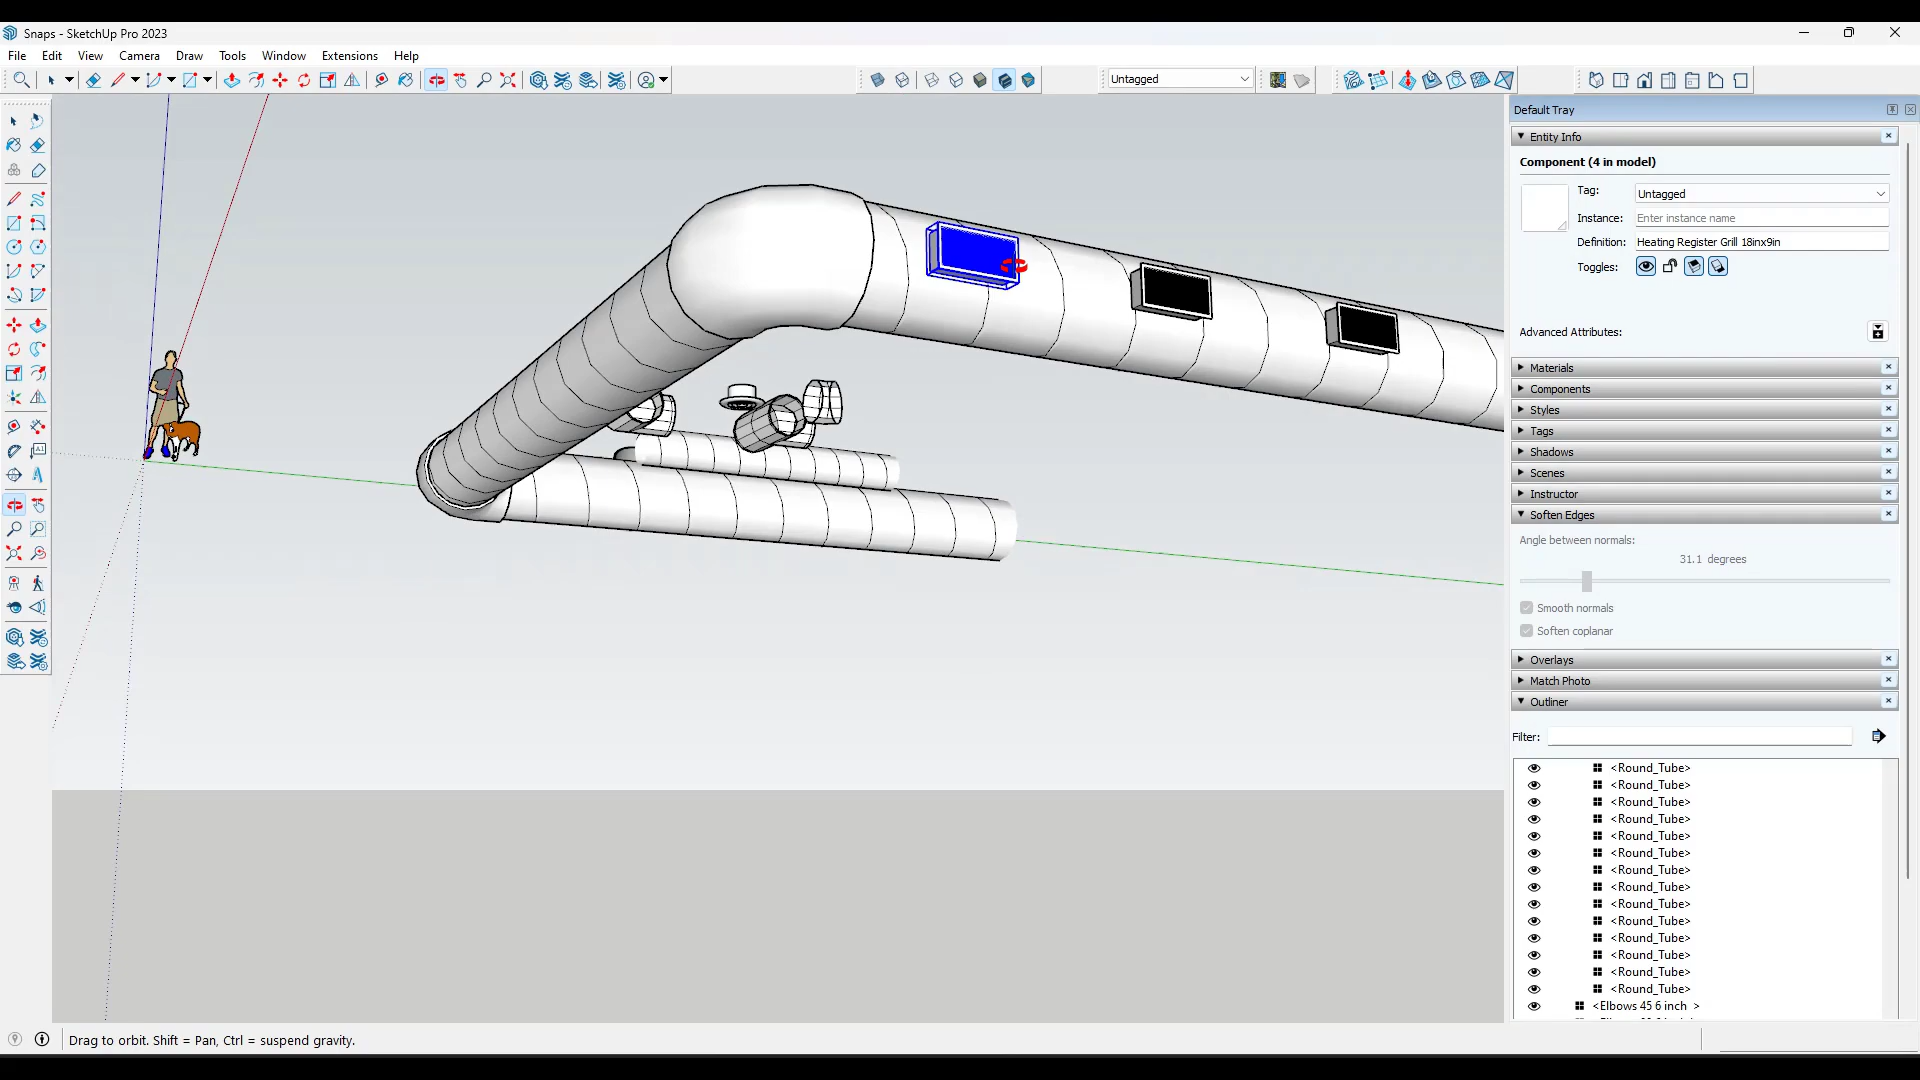 Snaps - SketchUp Pro 2023
File Edit View Camera Draw Tools Window Extensions Help
Untagged
Default Tray
Entity Info
Component (4 in model)
Tag: Untagged
Instance: Enter instance name
Definition: Heating Register Grill 18inx9in
Toggles:
Advanced Attributes:
Materials
Components
Styles
Tags
Shadows
Scenes
Instructor
Soften Edges
Angle between normals:
31.1 degrees
Smooth normals
Soften coplanar
Overlays
Match Photo
Outliner
Filter:
<Round_Tube>
<Round_Tube>
<Round_Tube>
<Round_Tube>
<Round_Tube>
<Round_Tube>
<Round_Tube>
<Round_Tube>
<Round_Tube>
<Round_Tube>
<Round_Tube>
<Round_Tube>
<Round_Tube>
<Round_Tube>
<Elbows 45 6 inch >
Drag to orbit. Shift = Pan, Ctrl = suspend gravity.